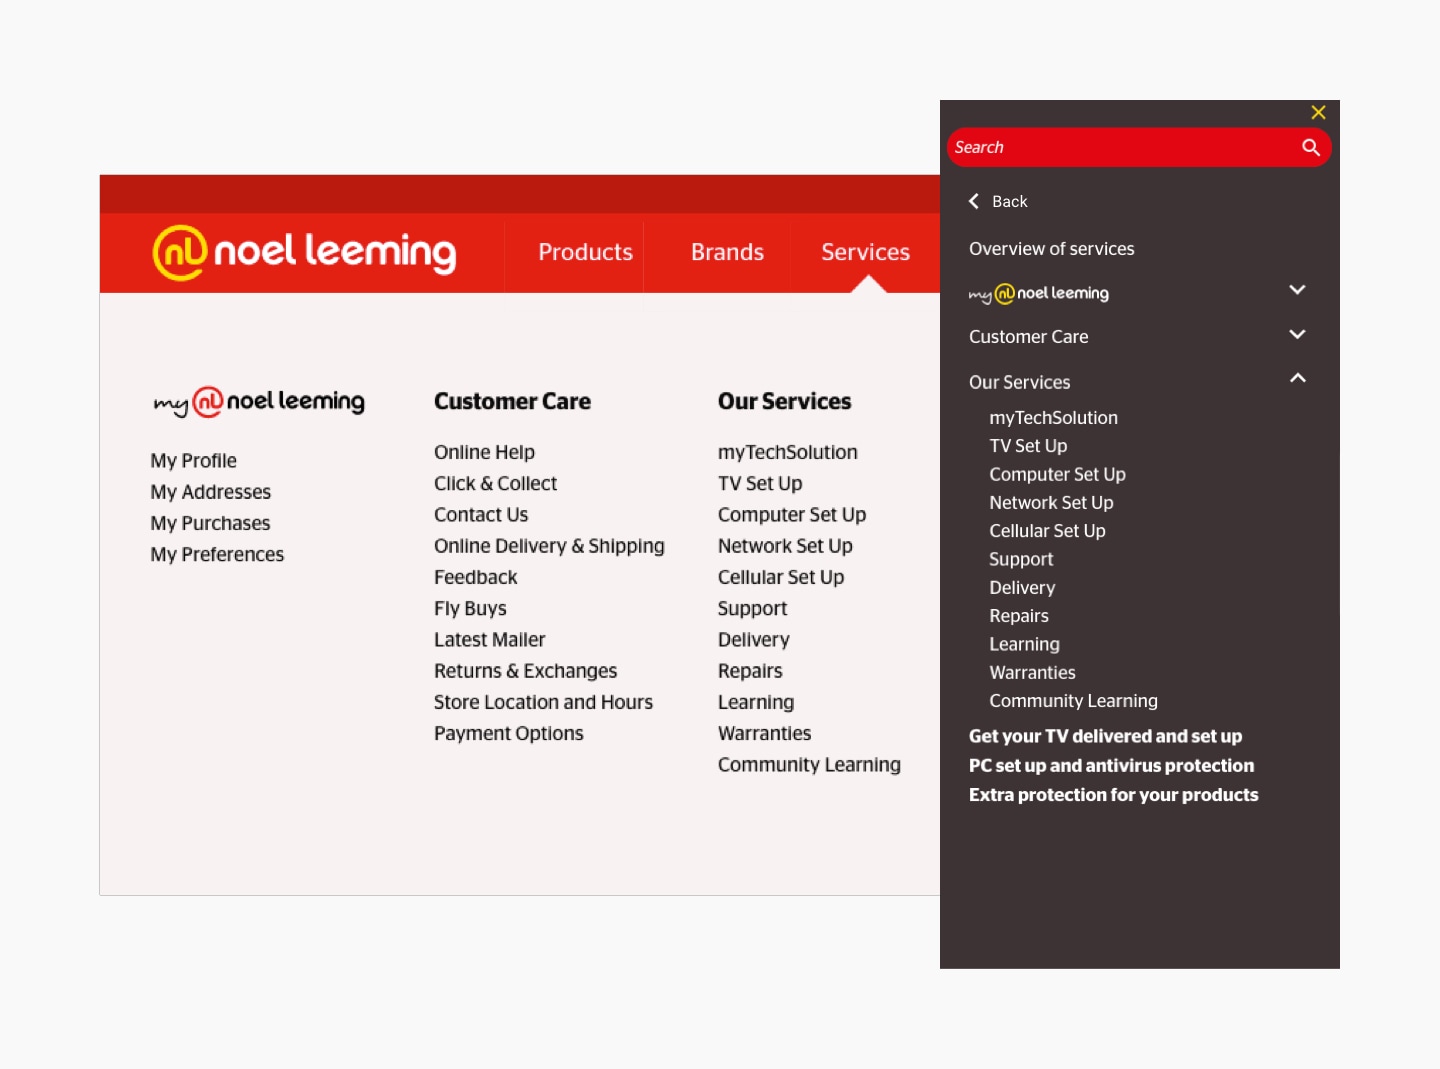 noel leeming
Products
Brands
Services
my nl noel leeming
My Profile
My Addresses
My Purchases
My Preferences
Customer Care
Online Help
Click & Collect
Contact Us
Online Delivery & Shipping
Feedback
Fly Buys
Latest Mailer
Returns & Exchanges
Store Location and Hours
Payment Options
Our Services
myTechSolution
TV Set Up
Computer Set Up
Network Set Up
Cellular Set Up
Support
Delivery
Repairs
Learning
Warranties
Community Learning
Search
Back
Overview of services
my nl noel leeming
Customer Care
Our Services
myTechSolution
TV Set Up
Computer Set Up
Network Set Up
Cellular Set Up
Support
Delivery
Repairs
Learning
Warranties
Community Learning
Get your TV delivered and set up
PC set up and antivirus protection
Extra protection for your products